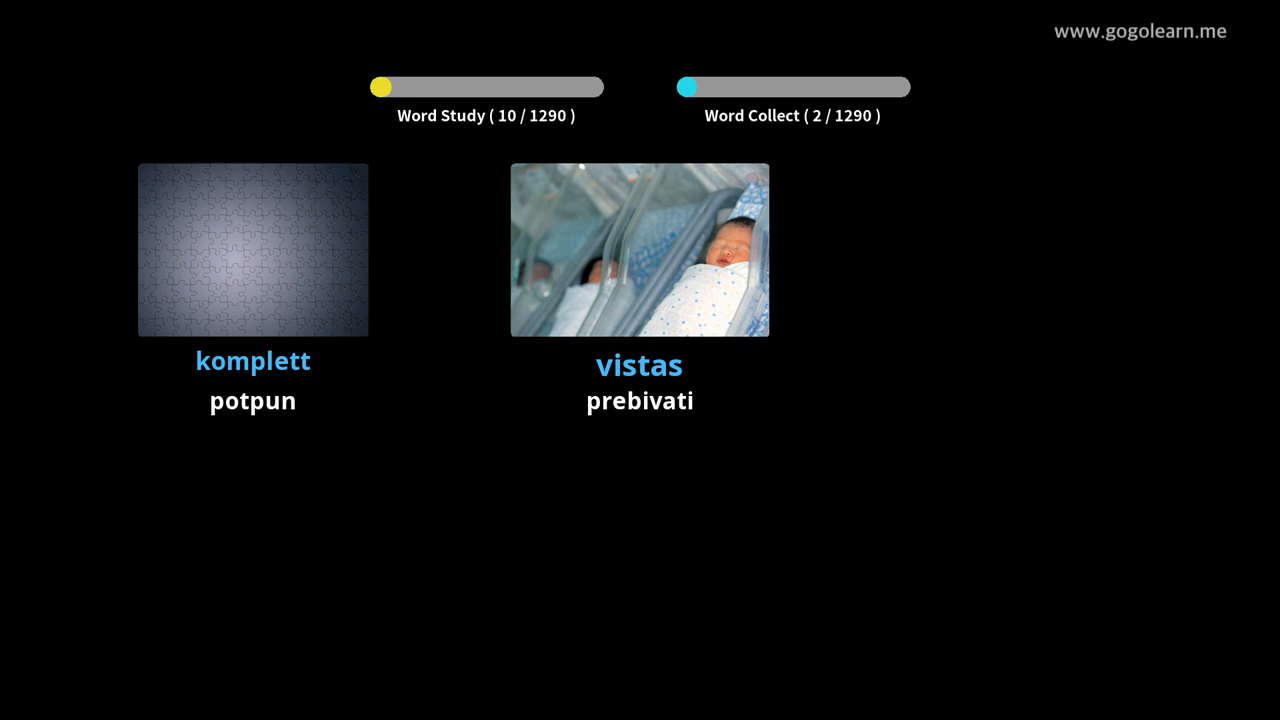 www.gogolearn.me
Word Study ( 10 / 1290 )
Word Collect ( 2 / 1290 )
komplett
potpun
vistas
prebivati